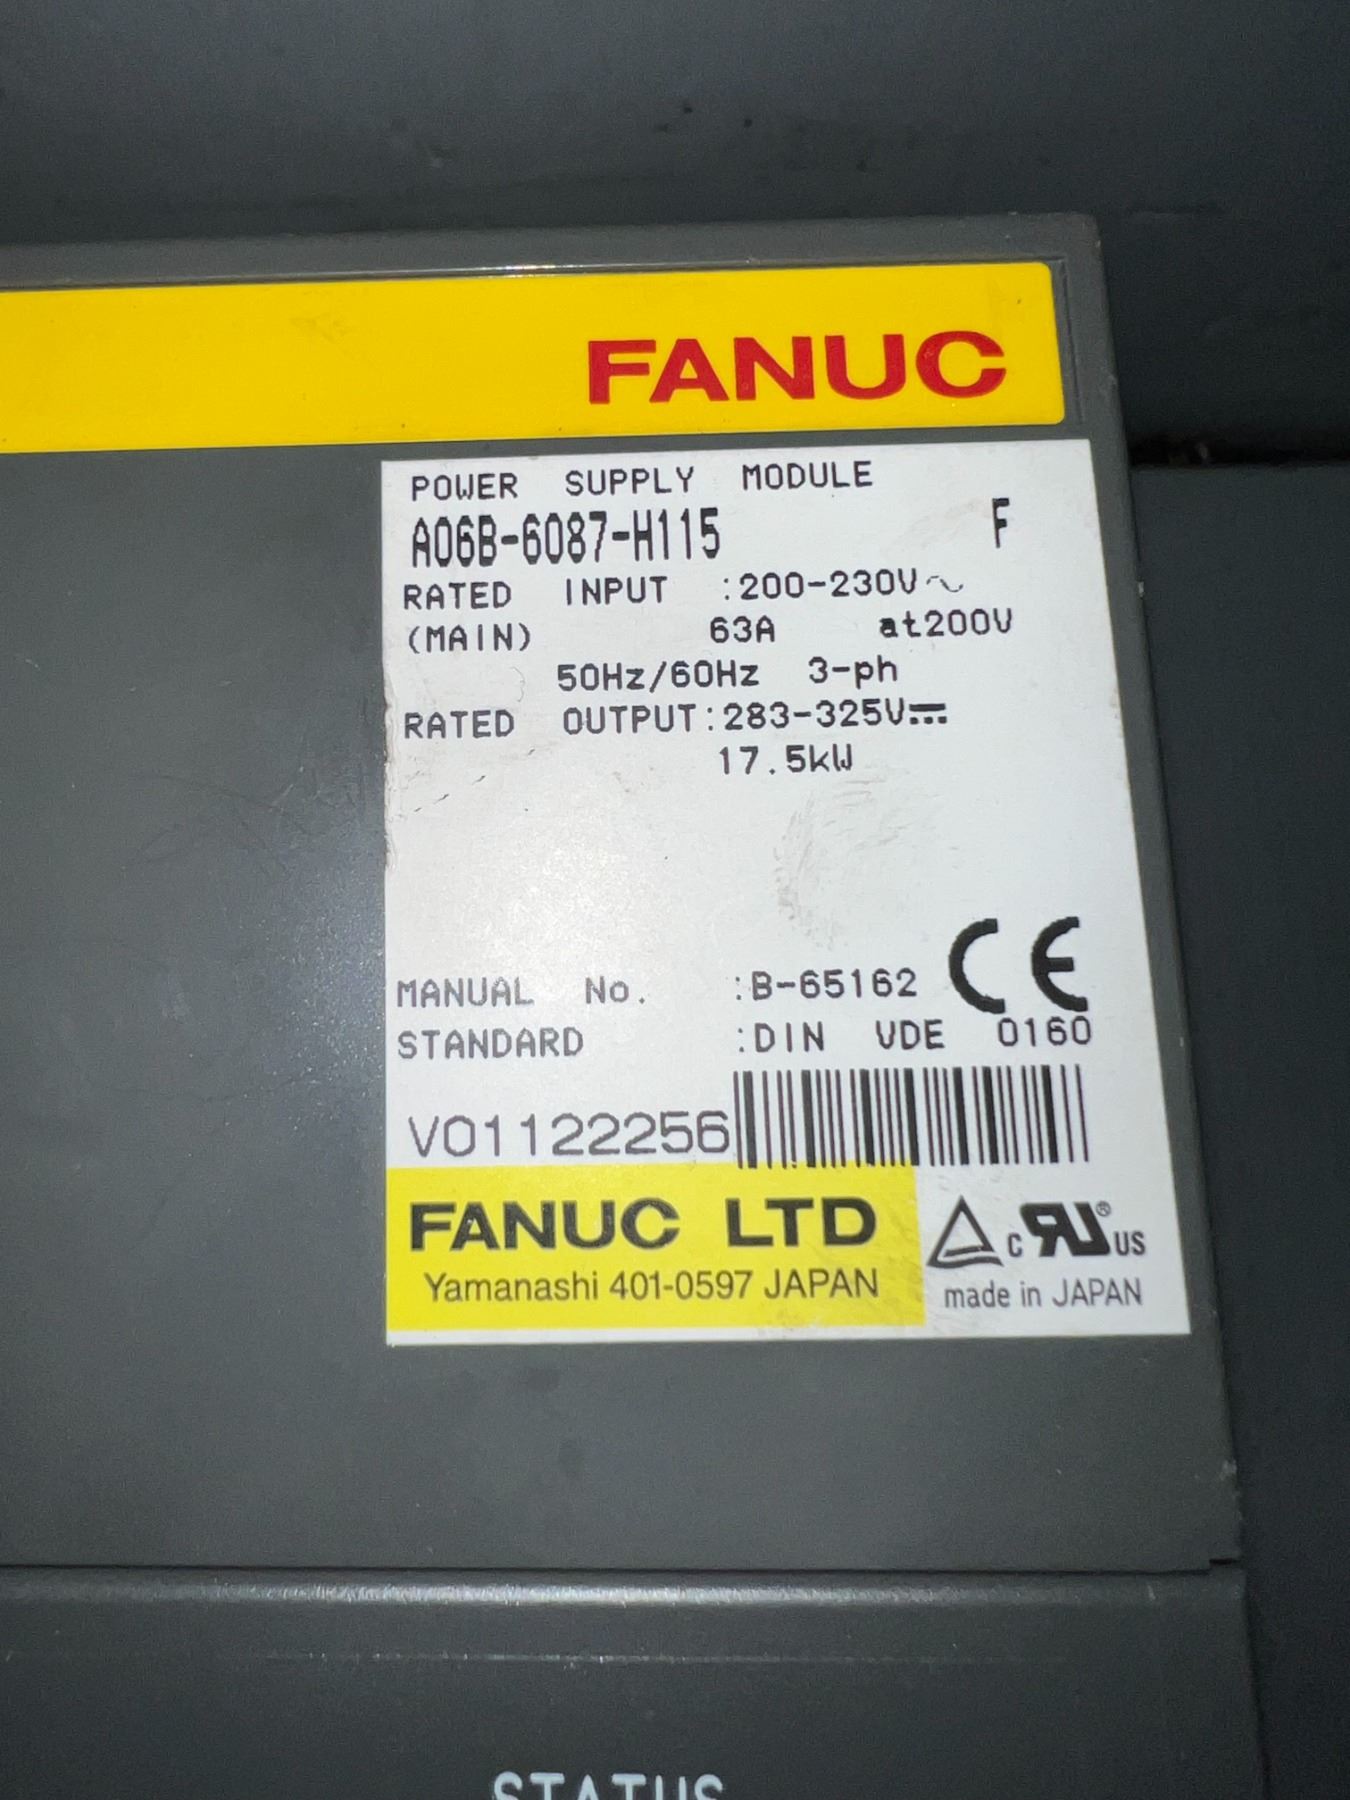 FANUC
POWER SUPPLY MODULE
A06B-6087-H115 F
RATED INPUT :200-230V~
(MAIN) 63A at200V
50Hz/60Hz 3-ph
RATED OUTPUT:283-325V⎓
17.5kW
MANUAL No. :B-65162 CE
STANDARD :DIN VDE 0160
V01122256
FANUC LTD
Yamanashi 401-0597 JAPAN
c RU® US
made in JAPAN
STATUS